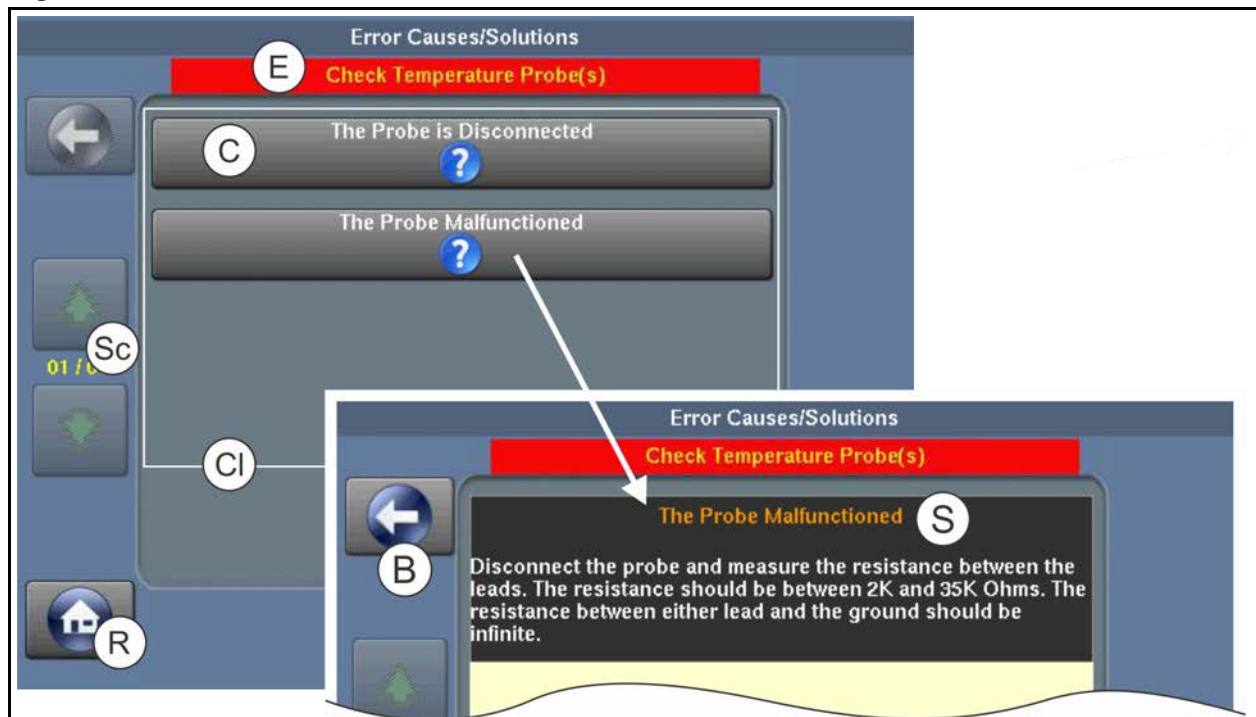 Error Causes/Solutions
E
Check Temperature Probe(s)
C
The Probe is Disconnected
?
The Probe Malfunctioned
?
Sc
01 /
Cl
R
Error Causes/Solutions
Check Temperature Probe(s)
B
The Probe Malfunctioned
S
Disconnect the probe and measure the resistance between the
leads. The resistance should be between 2K and 35K Ohms. The
resistance between either lead and the ground should be
infinite.